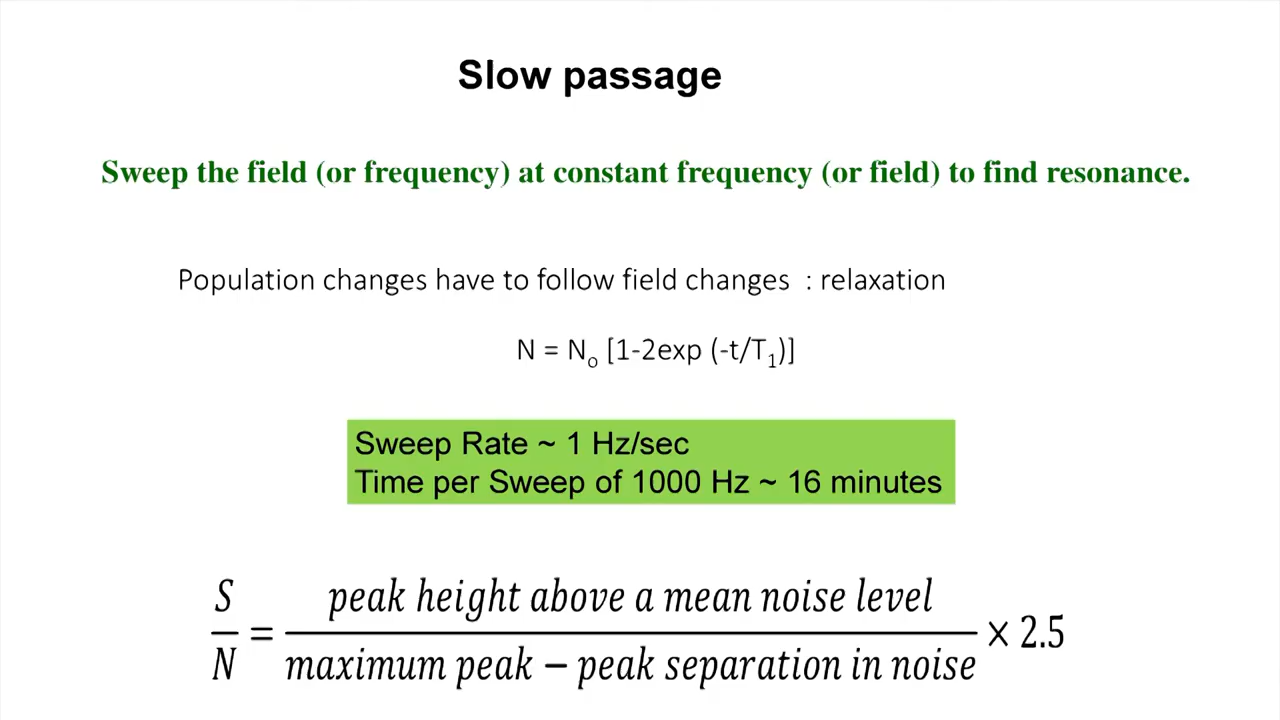 Slow passage
Sweep the field (or frequency) at constant frequency (or field) to find resonance.
Population changes have to follow field changes : relaxation
N = Nₒ [1-2exp (-t/T₁)]
Sweep Rate ~ 1 Hz/sec
Time per Sweep of 1000 Hz ~ 16 minutes
S/N = peak height above a mean noise level / maximum peak − peak separation in noise × 2.5